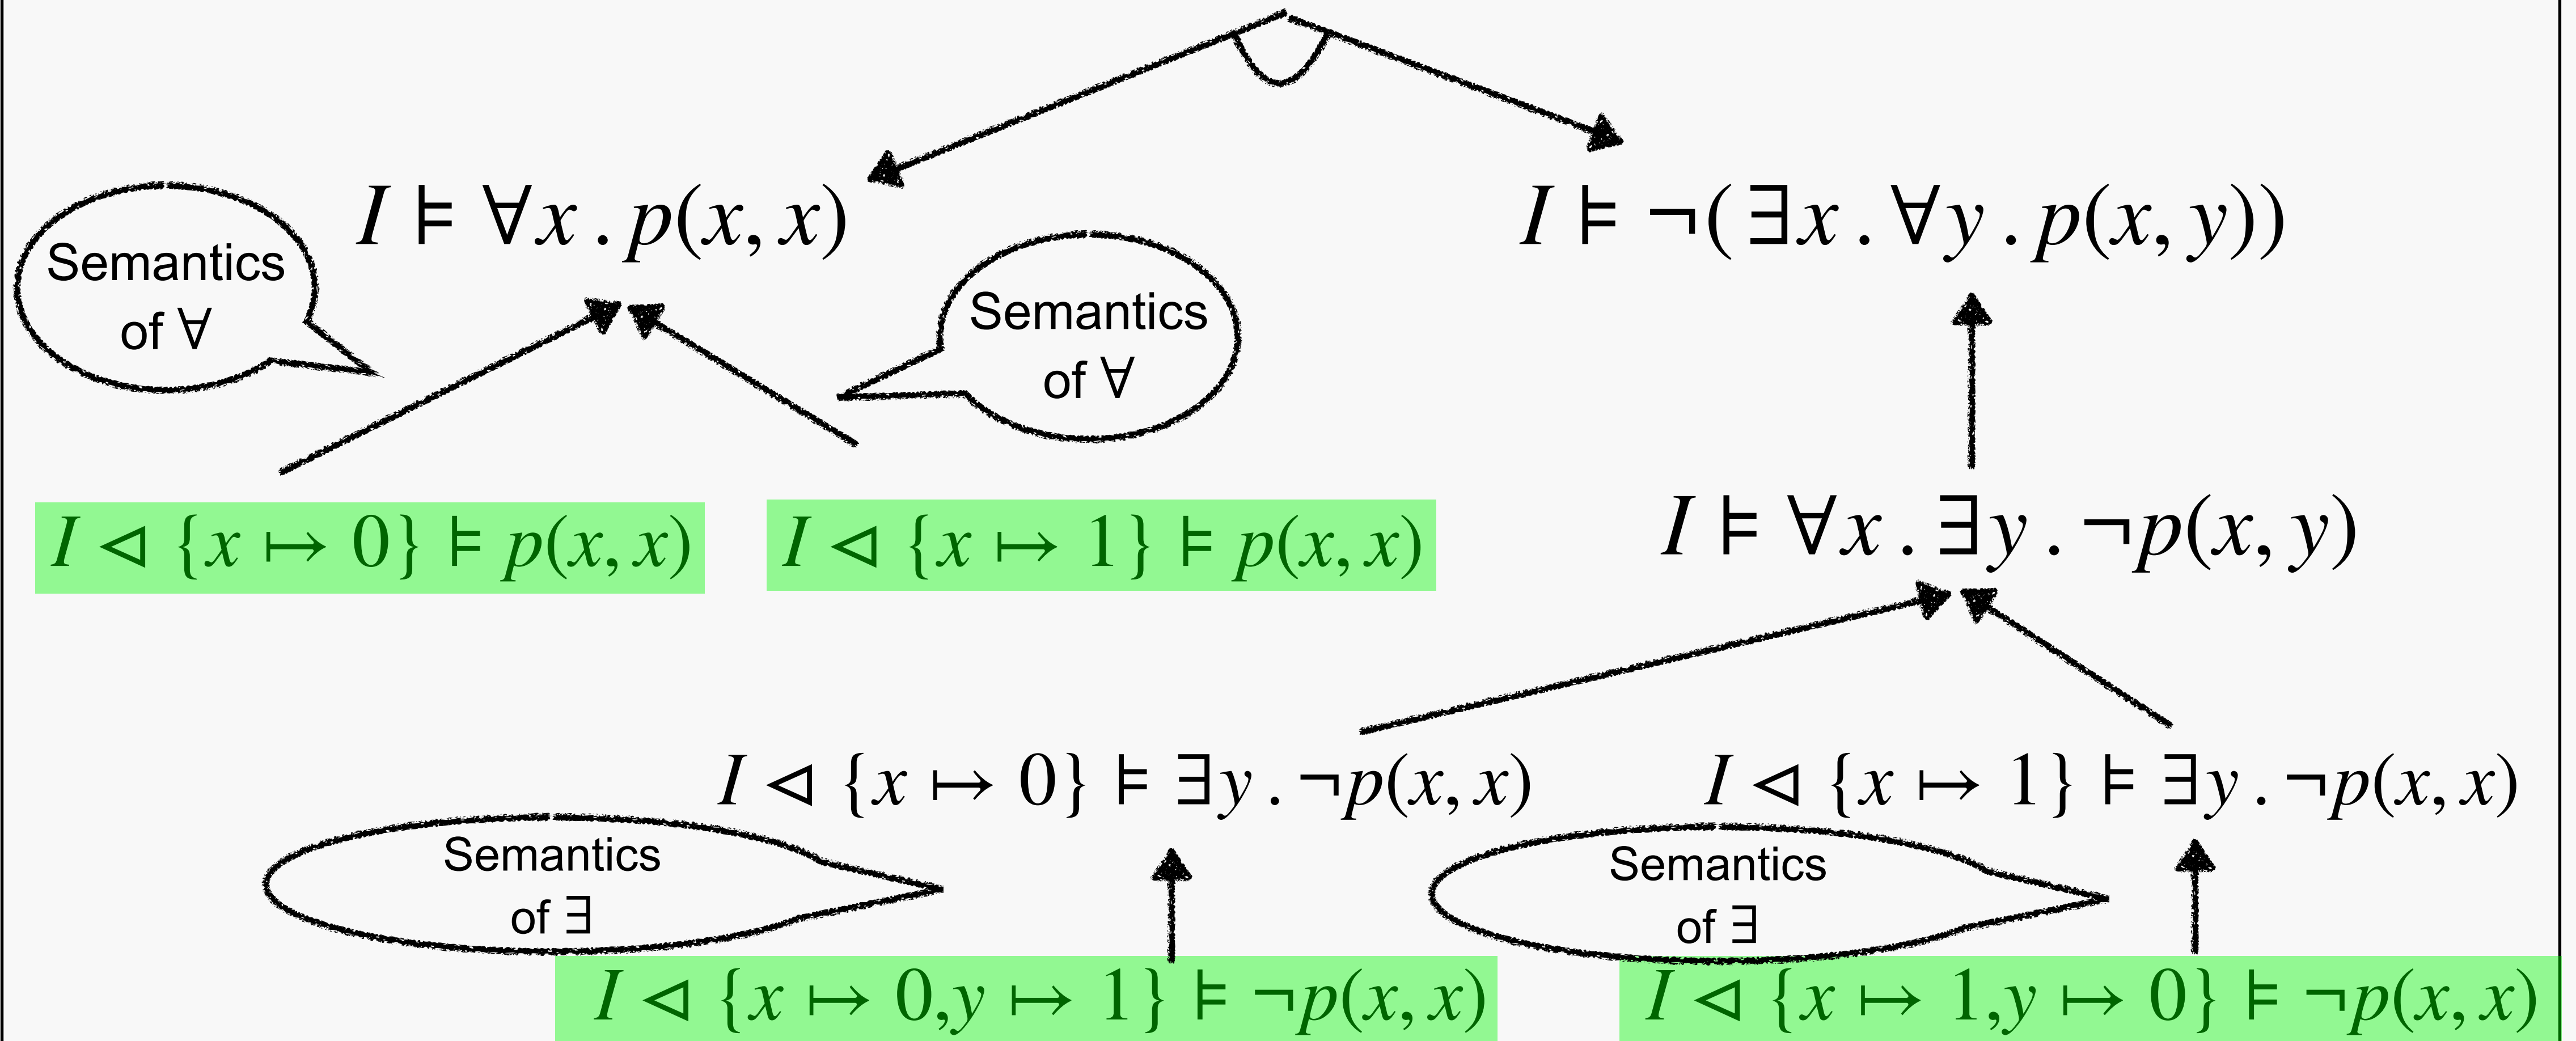 I ⊨ ∀x . p(x, x)
I ⊨ ¬( ∃x . ∀y . p(x, y))
Semantics
of ∀
Semantics
of ∀
I ⊲ {x ↦ 0} ⊨ p(x, x)
I ⊲ {x ↦ 1} ⊨ p(x, x)
I ⊨ ∀x . ∃y . ¬p(x, y)
I ⊲ {x ↦ 0} ⊨ ∃y . ¬p(x, x)
I ⊲ {x ↦ 1} ⊨ ∃y . ¬p(x, x)
Semantics
of ∃
Semantics
of ∃
I ⊲ {x ↦ 0,y ↦ 1} ⊨ ¬p(x, x)
I ⊲ {x ↦ 1,y ↦ 0} ⊨ ¬p(x, x)